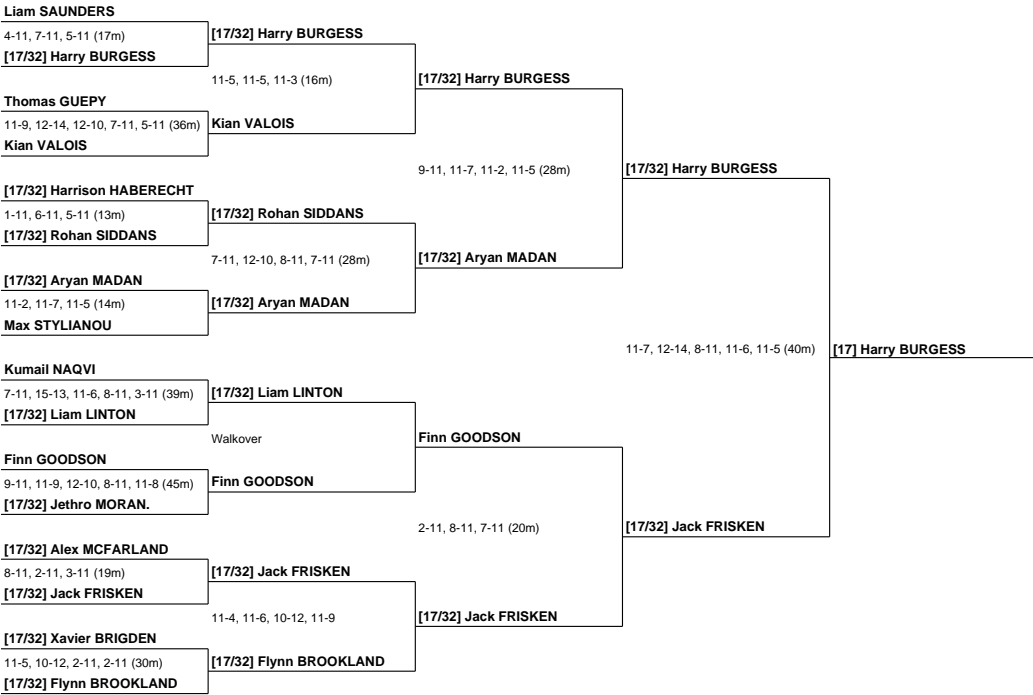 Liam SAUNDERS
4-11, 7-11, 5-11 (17m)
[17/32] Harry BURGESS
Thomas GUEPY
11-9, 12-14, 12-10, 7-11, 5-11 (36m)
Kian VALOIS
[17/32] Harrison HABERECHT
1-11, 6-11, 5-11 (13m)
[17/32] Rohan SIDDANS
[17/32] Aryan MADAN
11-2, 11-7, 11-5 (14m)
Max STYLIANOU
Kumail NAQVI
7-11, 15-13, 11-6, 8-11, 3-11 (39m)
[17/32] Liam LINTON
Finn GOODSON
9-11, 11-9, 12-10, 8-11, 11-8 (45m)
[17/32] Jethro MORAN.
[17/32] Alex MCFARLAND
8-11, 2-11, 3-11 (19m)
[17/32] Jack FRISKEN
[17/32] Xavier BRIGDEN
11-5, 10-12, 2-11, 2-11 (30m)
[17/32] Flynn BROOKLAND
[17/32] Harry BURGESS
11-5, 11-5, 11-3 (16m)
Kian VALOIS
[17/32] Rohan SIDDANS
7-11, 12-10, 8-11, 7-11 (28m)
[17/32] Aryan MADAN
[17/32] Liam LINTON
Walkover
Finn GOODSON
[17/32] Jack FRISKEN
11-4, 11-6, 10-12, 11-9
[17/32] Flynn BROOKLAND
[17/32] Harry BURGESS
9-11, 11-7, 11-2, 11-5 (28m)
[17/32] Aryan MADAN
Finn GOODSON
2-11, 8-11, 7-11 (20m)
[17/32] Jack FRISKEN
[17/32] Harry BURGESS
11-7, 12-14, 8-11, 11-6, 11-5 (40m)
[17/32] Jack FRISKEN
[17] Harry BURGESS